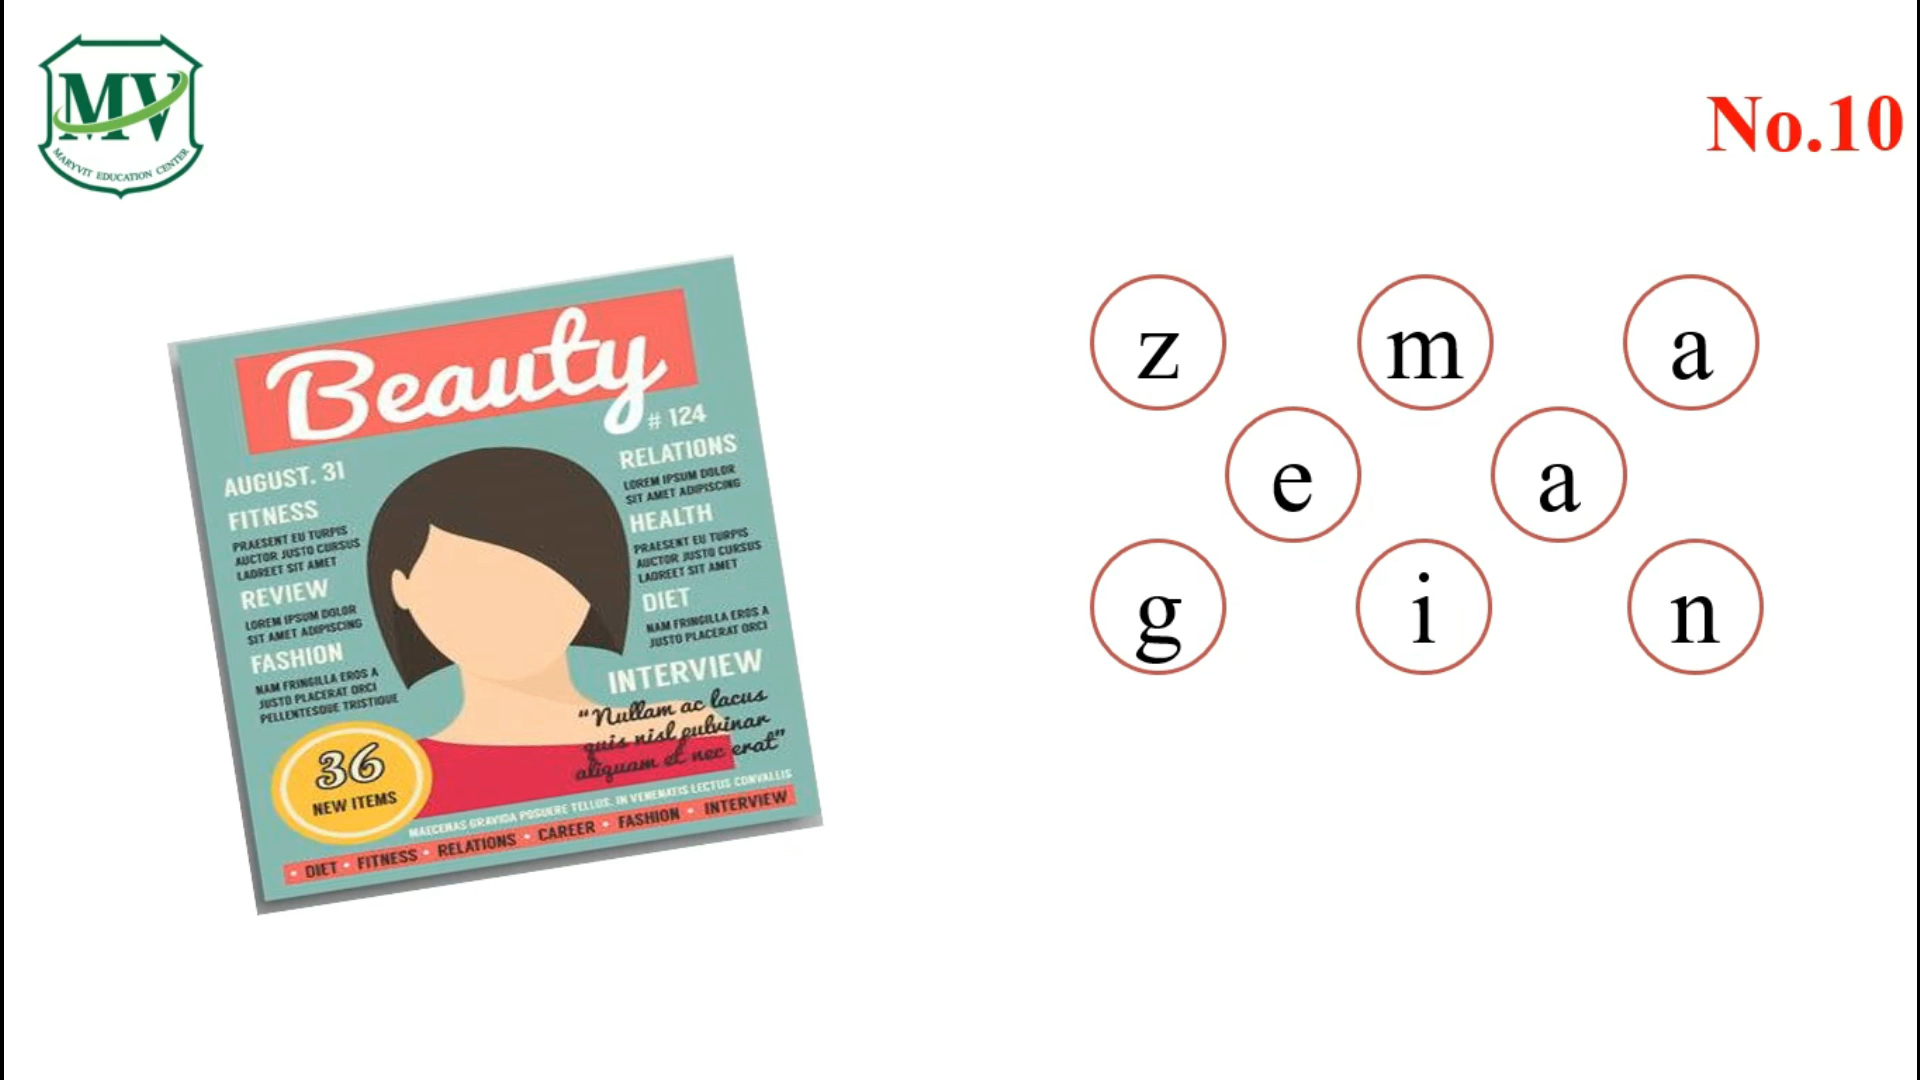 MV
MARYVIT EDUCATION CENTER
No.10
Beauty
# 124
AUGUST. 31
FITNESS
PRAESENT EU TURPIS
AUCTOR JUSTO CURSUS
LAOREET SIT AMET
REVIEW
LOREM IPSUM DOLOR
SIT AMET ADIPISCING
FASHION
NAM FRINGILLA EROS A
JUSTO PLACERAT ORCI
PELLENTESQUE TRISTIQUE
36
NEW ITEMS
RELATIONS
LOREM IPSUM DOLOR
SIT AMET ADIPISCING
HEALTH
PRAESENT EU TURPIS
AUCTOR JUSTO CURSUS
LAOREET SIT AMET
DIET
NAM FRINGILLA EROS A
JUSTO PLACERAT ORCI
INTERVIEW
“Nullam ac lacus
quis nisl pulvinar
aliquam et nec erat”
MAECENAS GRAVIDA POSUERE TELLUS, IN VENENATIS LECTUS CONVALLIS
• DIET • FITNESS • RELATIONS • CAREER • FASHION • INTERVIEW
z m a
e a
g i n